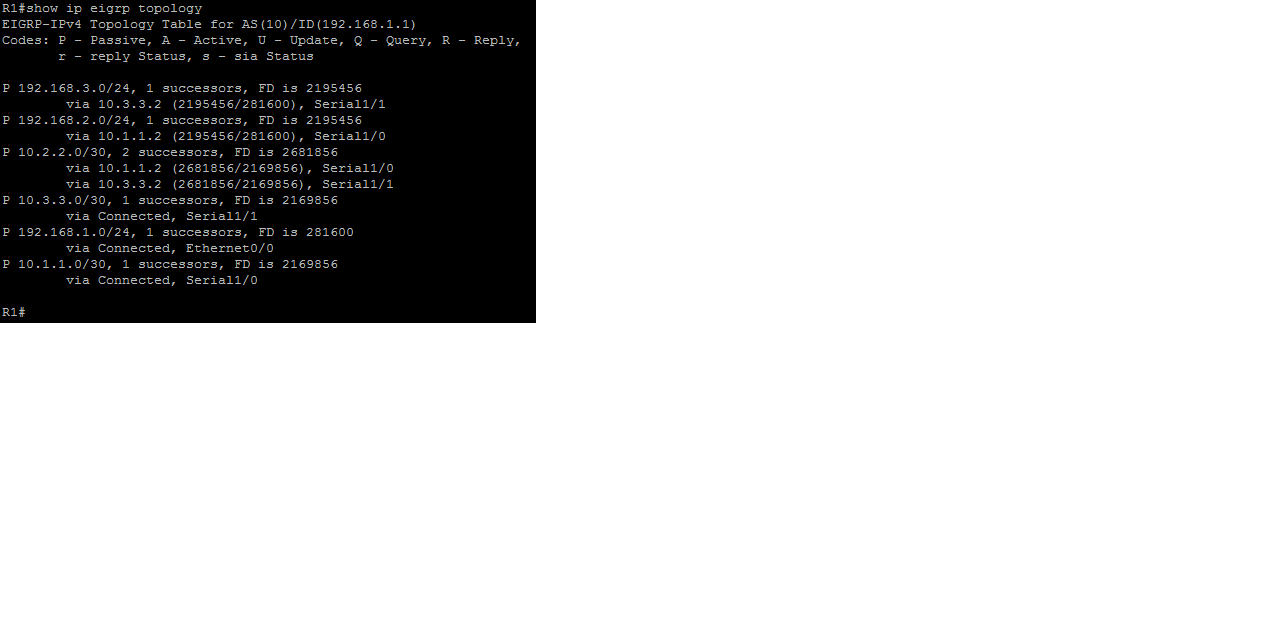 R1#show ip eigrp topology
EIGRP-IPv4 Topology Table for AS(10)/ID(192.168.1.1)
Codes: P - Passive, A - Active, U - Update, Q - Query, R - Reply,
       r - reply Status, s - sia Status

P 192.168.3.0/24, 1 successors, FD is 2195456
        via 10.3.3.2 (2195456/281600), Serial1/1
P 192.168.2.0/24, 1 successors, FD is 2195456
        via 10.1.1.2 (2195456/281600), Serial1/0
P 10.2.2.0/30, 2 successors, FD is 2681856
        via 10.1.1.2 (2681856/2169856), Serial1/0
        via 10.3.3.2 (2681856/2169856), Serial1/1
P 10.3.3.0/30, 1 successors, FD is 2169856
        via Connected, Serial1/1
P 192.168.1.0/24, 1 successors, FD is 281600
        via Connected, Ethernet0/0
P 10.1.1.0/30, 1 successors, FD is 2169856
        via Connected, Serial1/0

R1#